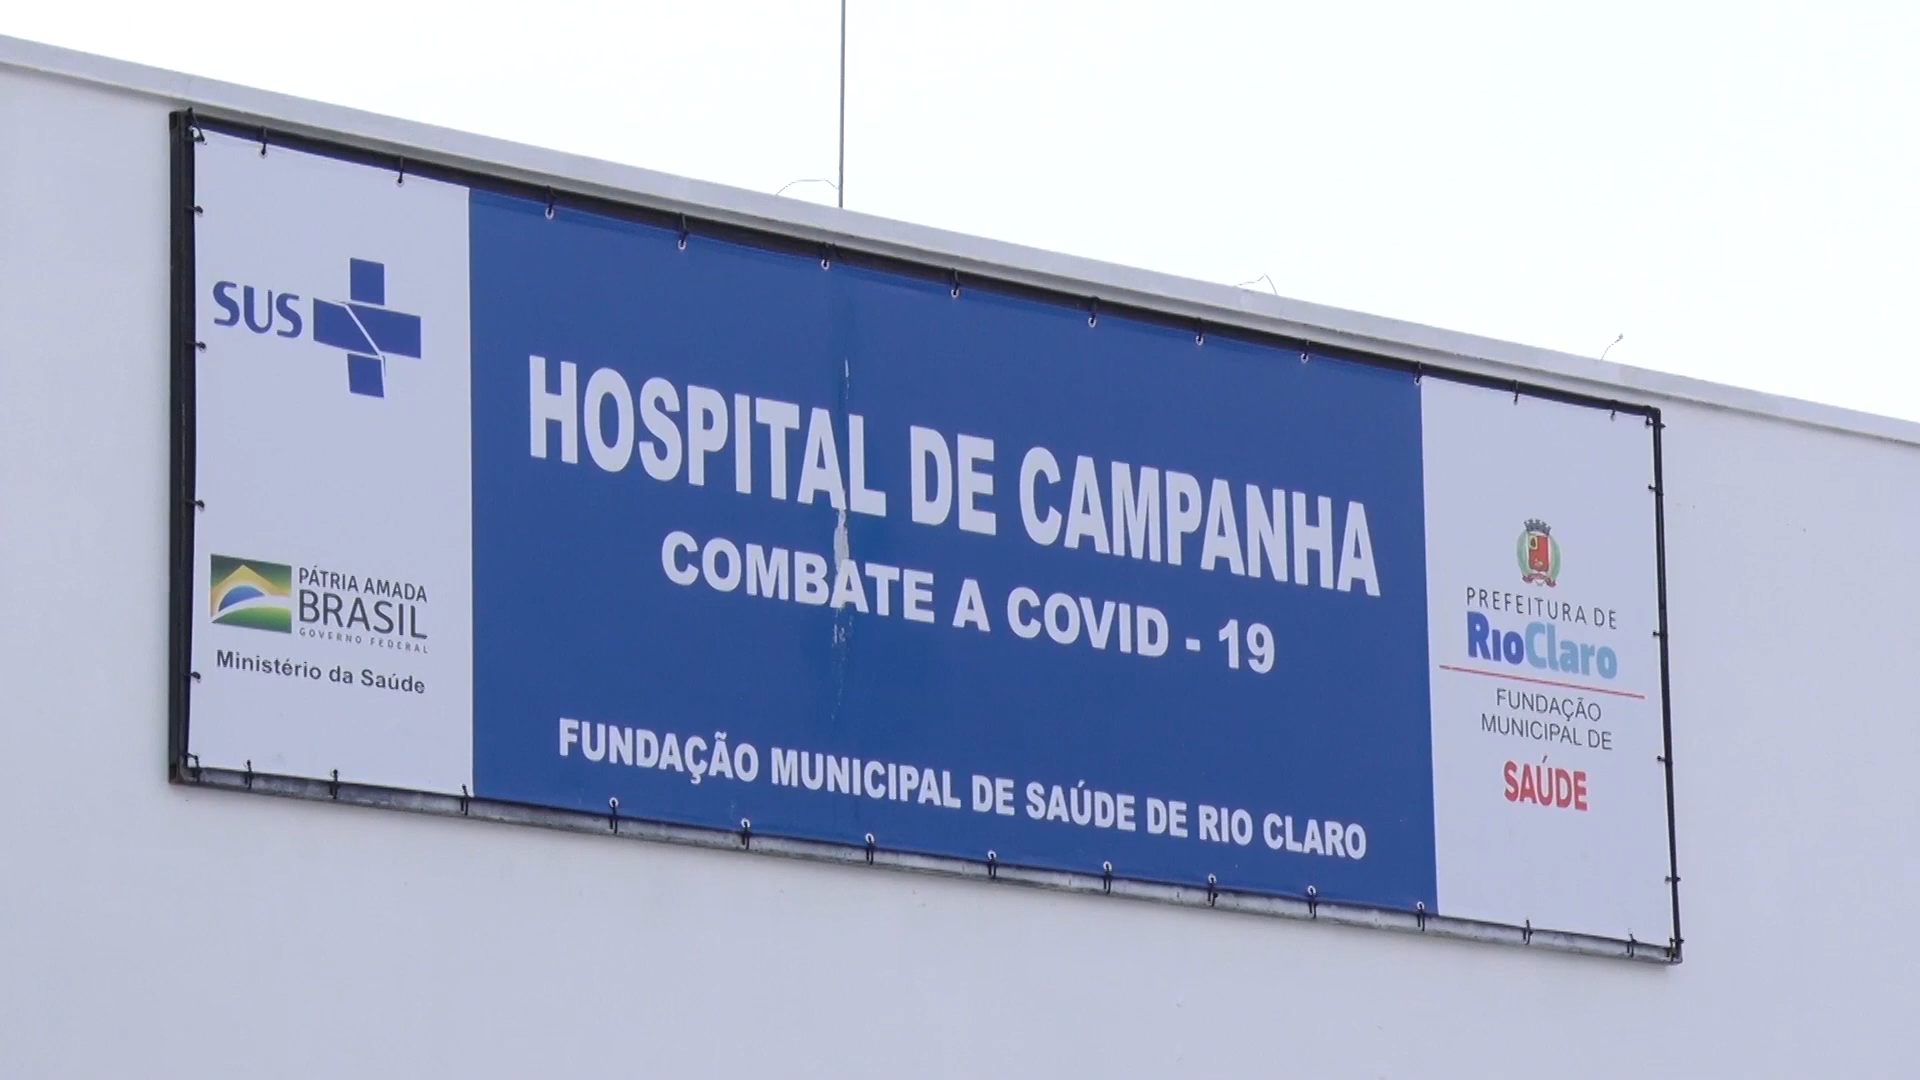 SUS
PÁTRIA AMADA
BRASIL
GOVERNO FEDERAL
Ministério da Saúde
HOSPITAL DE CAMPANHA
COMBATE A COVID - 19
FUNDAÇÃO MUNICIPAL DE SAÚDE DE RIO CLARO
PREFEITURA DE
RioClaro
FUNDAÇÃO
MUNICIPAL DE
SAÚDE